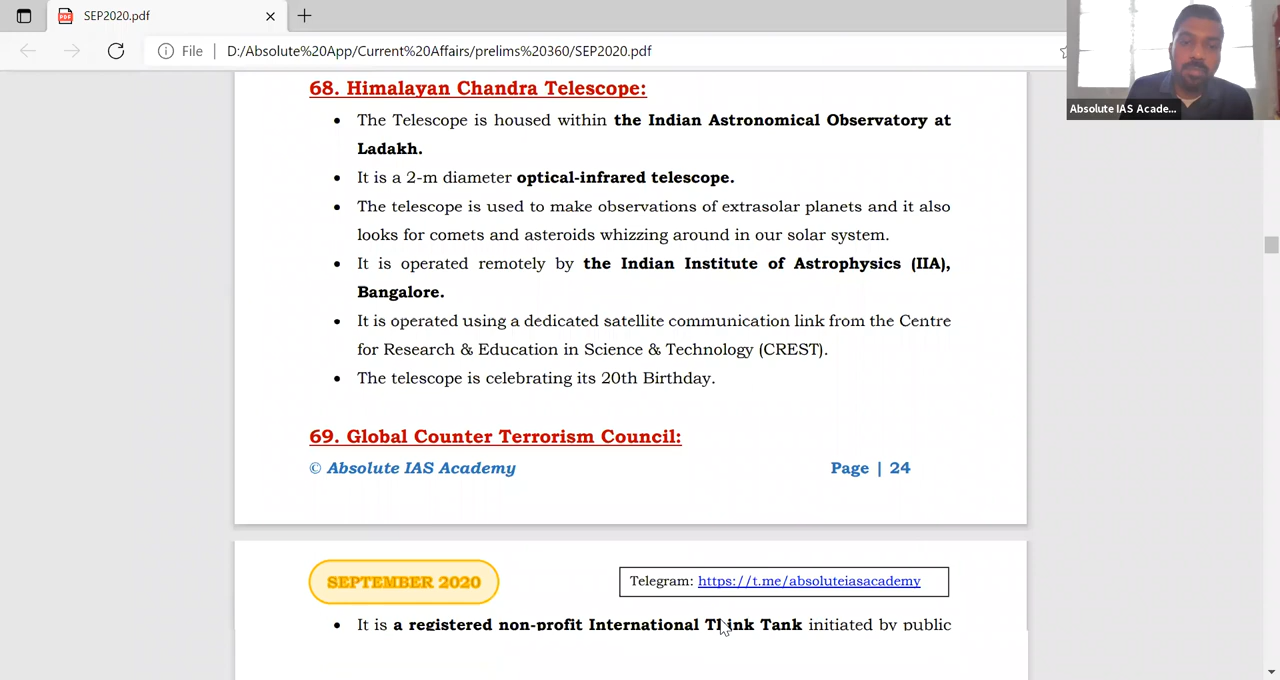 SEP2020.pdf
File
D:/Absolute%20App/Current%20Affairs/prelims%20360/SEP2020.pdf
Absolute IAS Acade...
68. Himalayan Chandra Telescope:
• The Telescope is housed within the Indian Astronomical Observatory at
Ladakh.
• It is a 2-m diameter optical-infrared telescope.
• The telescope is used to make observations of extrasolar planets and it also
looks for comets and asteroids whizzing around in our solar system.
• It is operated remotely by the Indian Institute of Astrophysics (IIA),
Bangalore.
• It is operated using a dedicated satellite communication link from the Centre
for Research & Education in Science & Technology (CREST).
• The telescope is celebrating its 20th Birthday.
69. Global Counter Terrorism Council:
© Absolute IAS Academy
Page | 24
SEPTEMBER 2020
Telegram: https://t.me/absoluteiasacademy
• It is a registered non-profit International Think Tank initiated by public